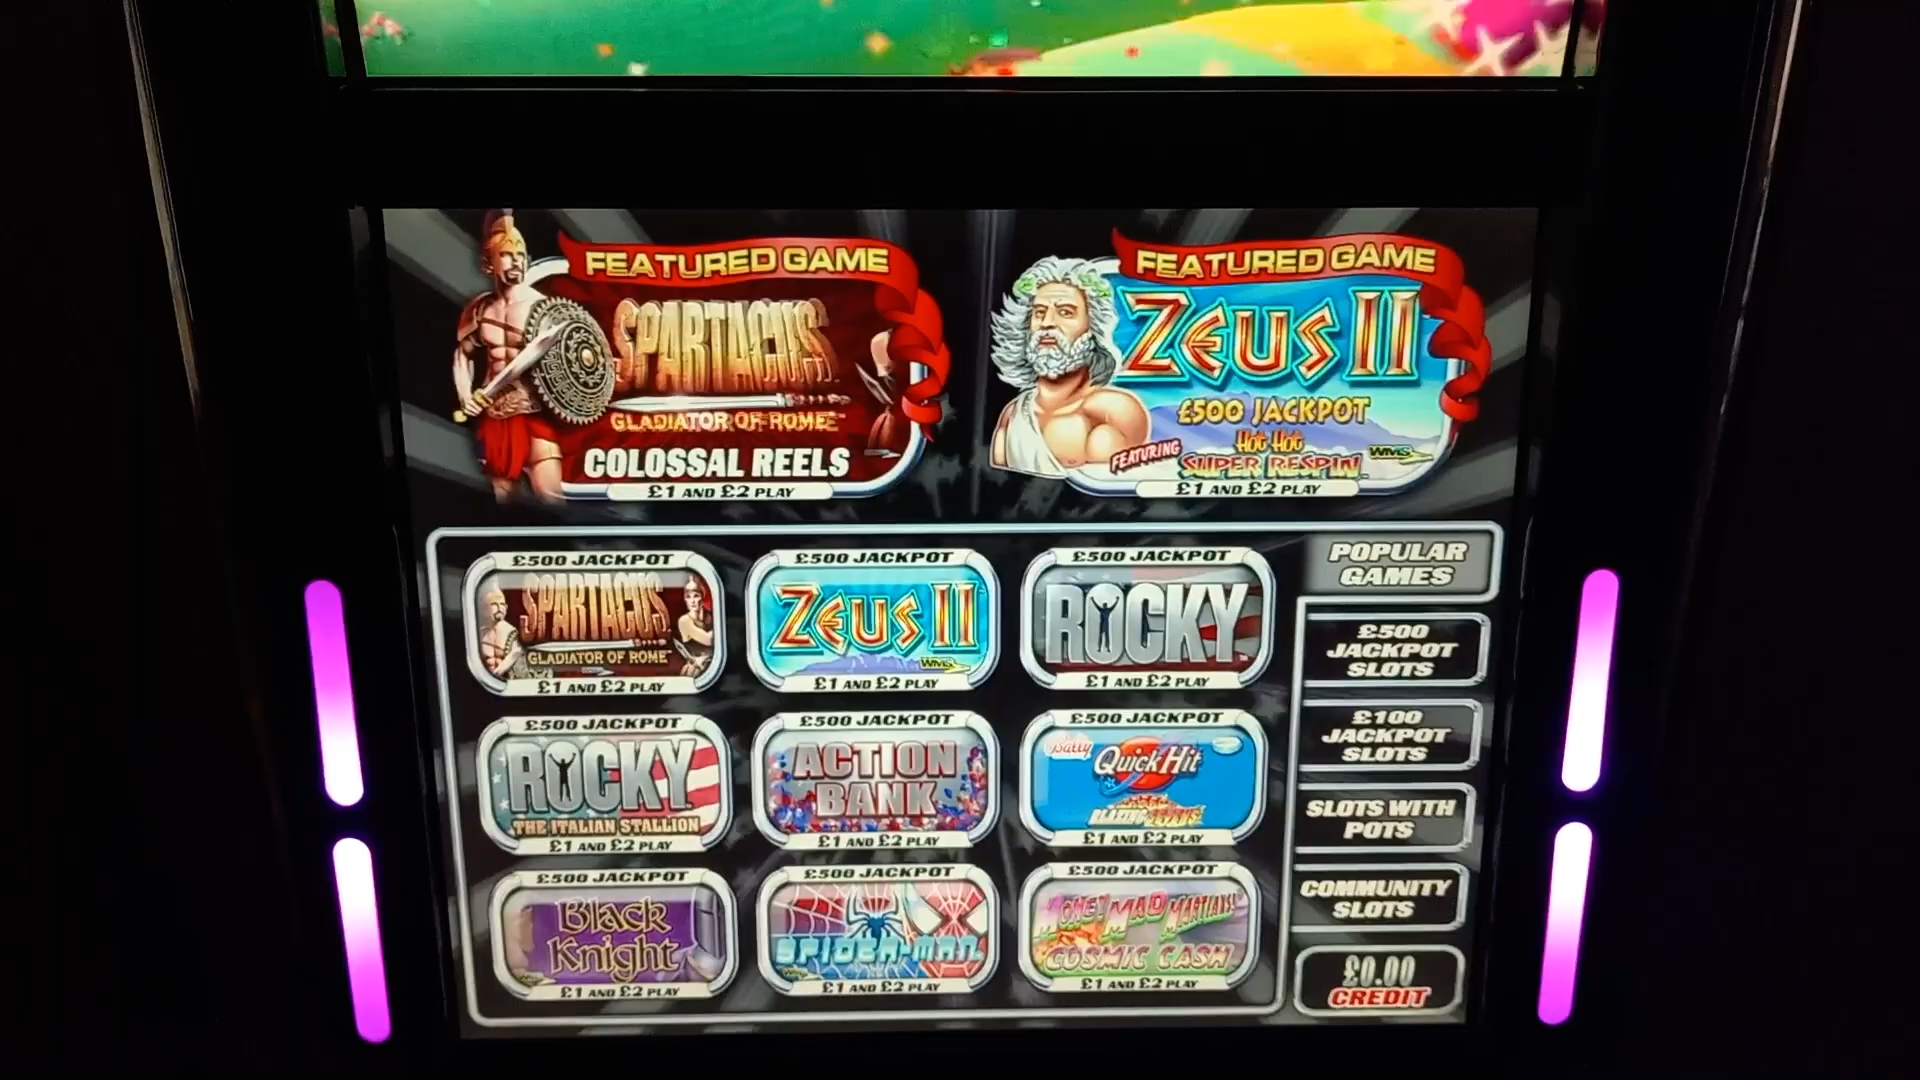 FEATURED GAME
SPARTACUS
GLADIATOR OF ROME™
COLOSSAL REELS
£1 AND £2 PLAY
FEATURED GAME
ZEUS II
£500 JACKPOT
FEATURING
Hot Hot
SUPER RESPIN™
WMS
£1 AND £2 PLAY
£500 JACKPOT
SPARTACUS
GLADIATOR OF ROME™
£1 AND £2 PLAY
£500 JACKPOT
ZEUS II
WMS
£1 AND £2 PLAY
£500 JACKPOT
ROCKY
£1 AND £2 PLAY
£500 JACKPOT
ROCKY
THE ITALIAN STALLION
£1 AND £2 PLAY
£500 JACKPOT
ACTION
BANK
£1 AND £2 PLAY
£500 JACKPOT
Bally
Quick Hit
BLAZING
£1 AND £2 PLAY
£500 JACKPOT
Black
Knight
£1 AND £2 PLAY
£500 JACKPOT
SPIDER-MAN
£1 AND £2 PLAY
£500 JACKPOT
MONEY MAD MARTIANS!
COSMIC CASH
£1 AND £2 PLAY
POPULAR
GAMES
£500
JACKPOT
SLOTS
£100
JACKPOT
SLOTS
SLOTS WITH
POTS
COMMUNITY
SLOTS
£0.00
CREDIT